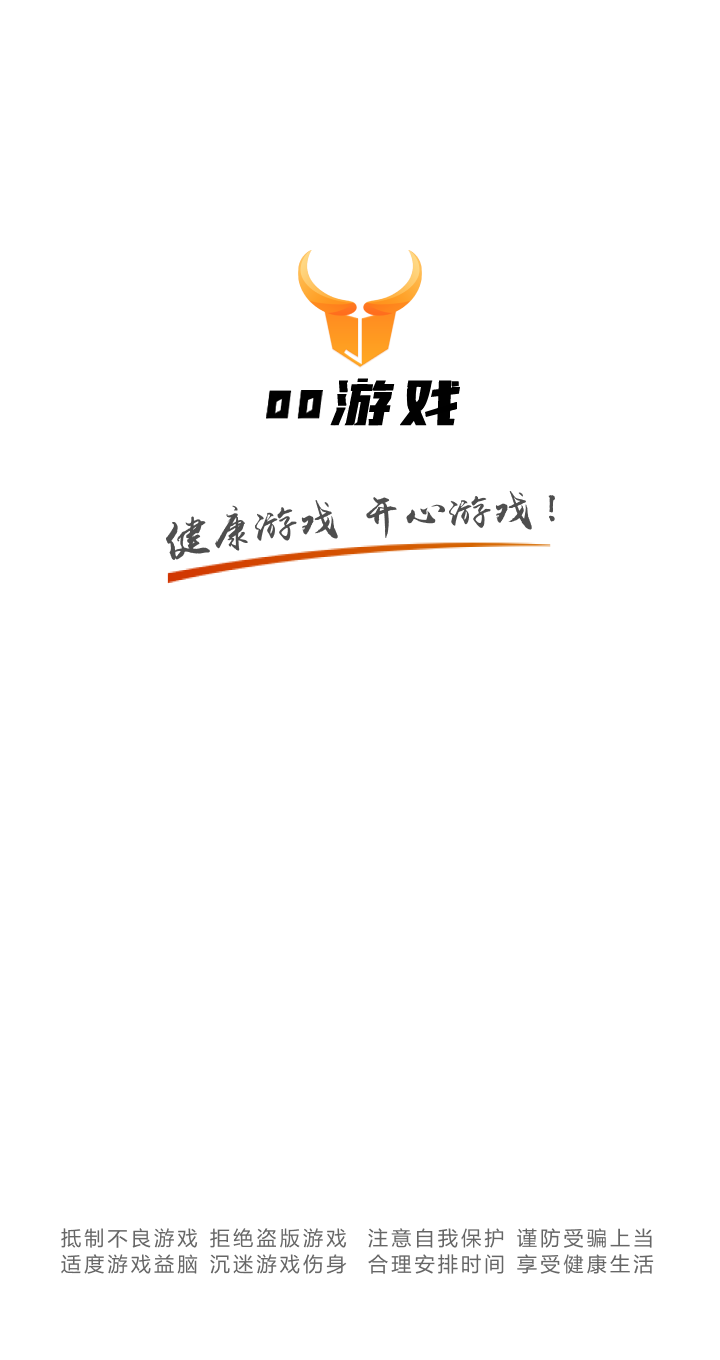 oo游戏
健康游戏 开心游戏!
抵制不良游戏 拒绝盗版游戏 注意自我保护 谨防受骗上当
适度游戏益脑 沉迷游戏伤身 合理安排时间 享受健康生活